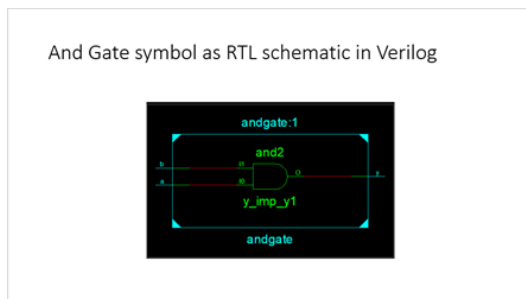 And Gate symbol as RTL schematic in Verilog
andgate:1
and2
b
I1
O
y
a
I0
y_imp_y1
andgate